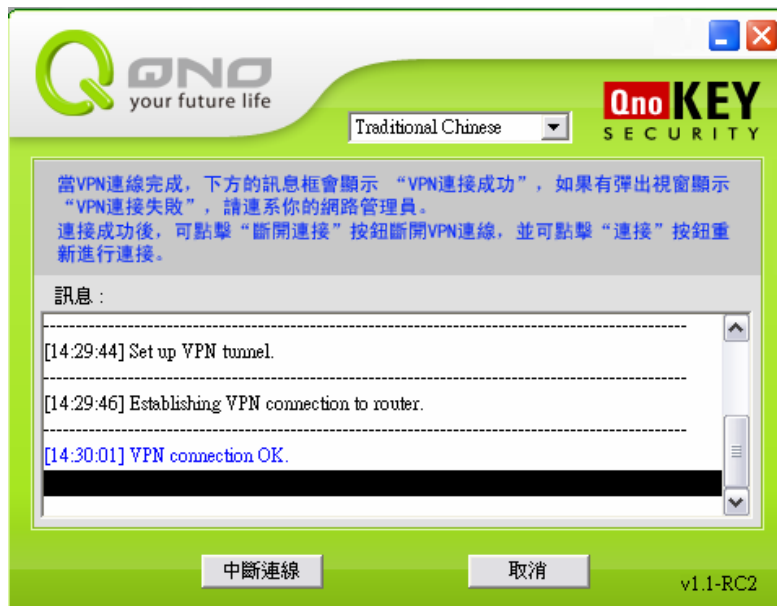 QNO
your future life
Traditional Chinese
Qno KEY
SECURITY
當VPN連線完成，下方的訊息框會顯示 “VPN連接成功”，如果有彈出視窗顯示
“VPN連接失敗”，請連系你的網路管理員。
連接成功後，可點擊“斷開連接”按鈕斷開VPN連線，並可點擊“連接”按鈕重
新進行連接。
訊息：
[14:29:44] Set up VPN tunnel.
[14:29:46] Establishing VPN connection to router.
[14:30:01] VPN connection OK.
中斷連線
取消
v1.1-RC2